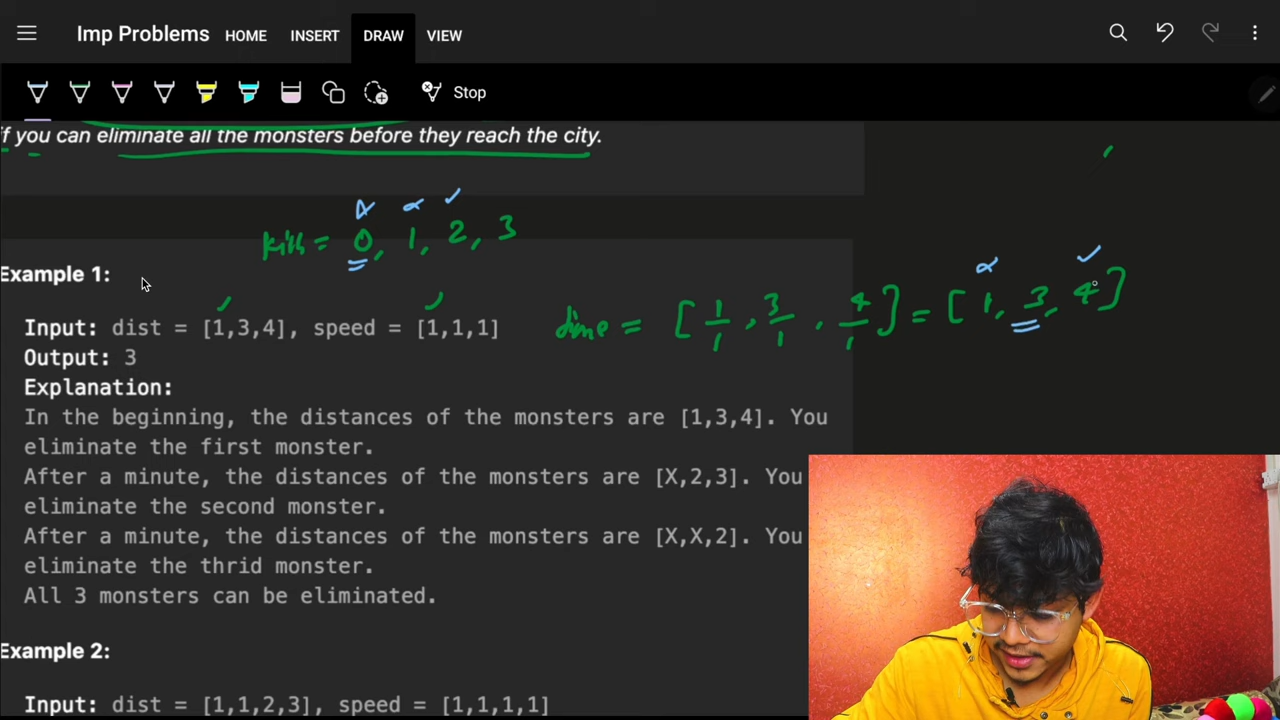 Imp Problems HOME INSERT DRAW VIEW
Stop
if you can eliminate all the monsters before they reach the city.
kill = 0, 1, 2, 3
Example 1:
Input: dist = [1,3,4], speed = [1,1,1]
time = [1/1, 3/1, 4/1] = [1, 3, 4]
Output: 3
Explanation:
In the beginning, the distances of the monsters are [1,3,4]. You
eliminate the first monster.
After a minute, the distances of the monsters are [X,2,3]. You
eliminate the second monster.
After a minute, the distances of the monsters are [X,X,2]. You
eliminate the thrid monster.
All 3 monsters can be eliminated.
Example 2:
Input: dist = [1,1,2,3], speed = [1,1,1,1]